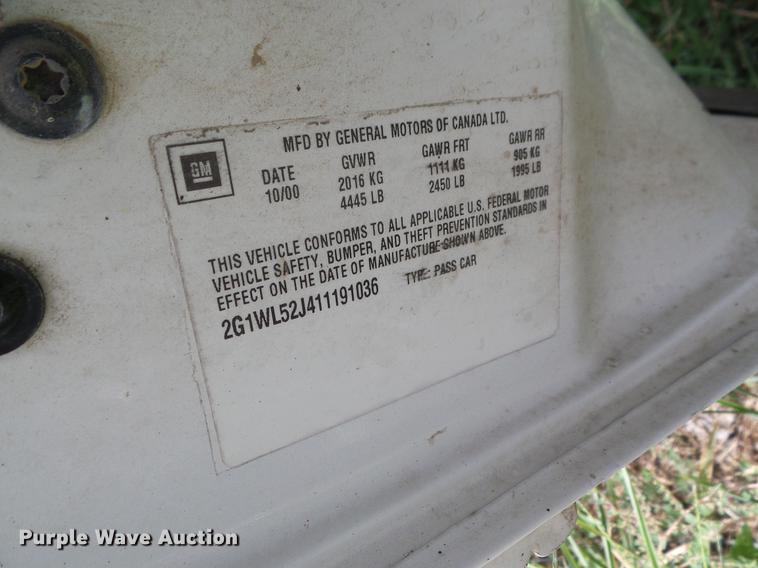 MFD BY GENERAL MOTORS OF CANADA LTD.
GM
DATE GVWR GAWR FRT GAWR RR
10/00 2016 KG 1111 KG 905 KG
4445 LB 2450 LB 1995 LB
THIS VEHICLE CONFORMS TO ALL APPLICABLE U.S. FEDERAL MOTOR
VEHICLE SAFETY, BUMPER, AND THEFT PREVENTION STANDARDS IN
EFFECT ON THE DATE OF MANUFACTURE SHOWN ABOVE.
2G1WL52J411191036 TYPE: PASS CAR
Purple Wave Auction